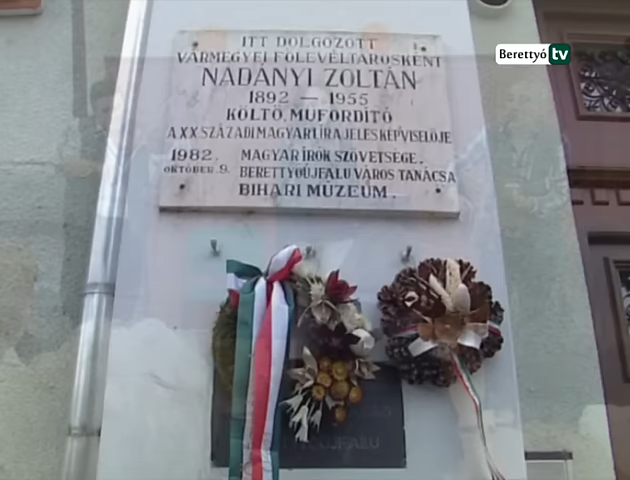 Berettyó tv
ITT DOLGOZOTT
VÁRMEGYEI FŐLEVÉLTÁROSKÉNT
NADÁNYI ZOLTÁN
1892 — 1955
KÖLTŐ, MŰFORDÍTÓ
A XX. SZÁZADI MAGYAR LÍRA JELES KÉPVISELŐJE
1982. MAGYAR ÍRÓK SZÖVETSÉGE.
OKTÓBER. 9. BERETTYÓÚJFALU VÁROS TANÁCSA
BIHARI MÚZEUM.